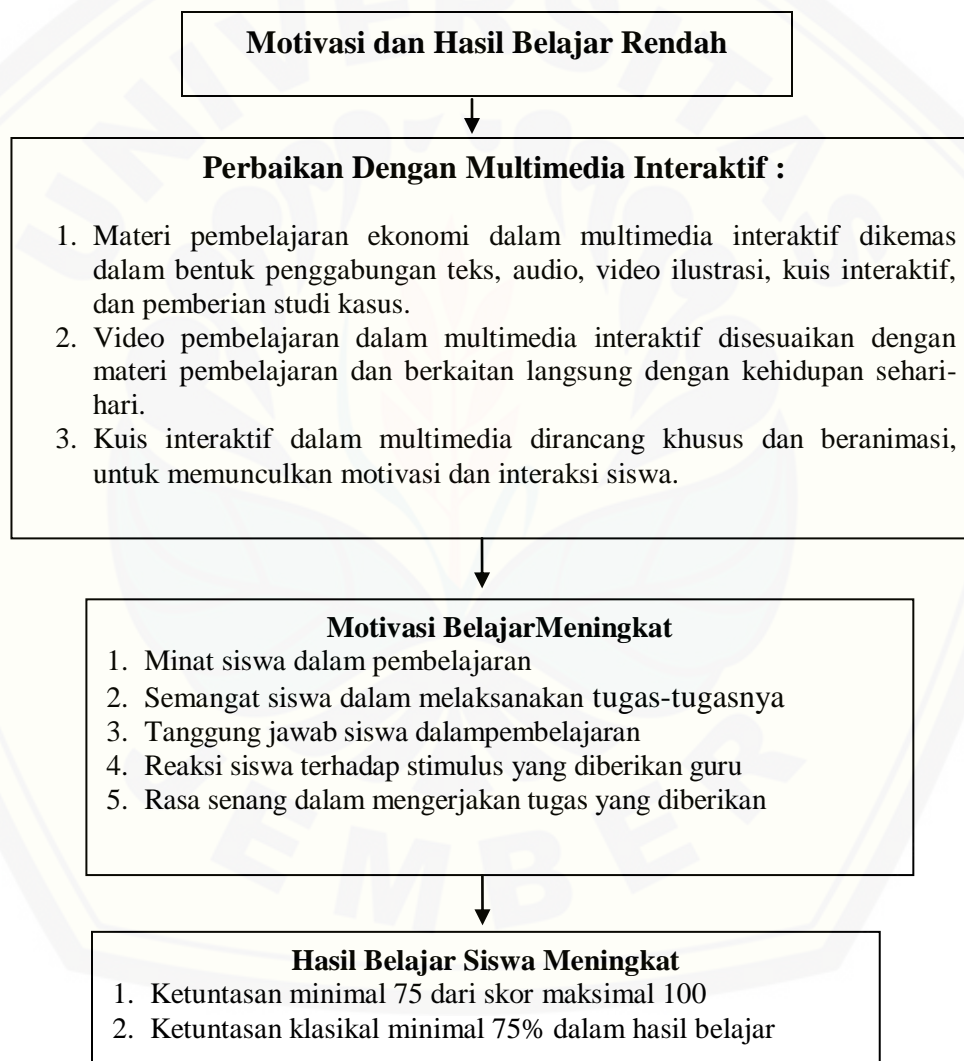 Motivasi dan Hasil Belajar Rendah
Perbaikan Dengan Multimedia Interaktif :
1. Materi pembelajaran ekonomi dalam multimedia interaktif dikemas
dalam bentuk penggabungan teks, audio, video ilustrasi, kuis interaktif,
dan pemberian studi kasus.
2. Video pembelajaran dalam multimedia interaktif disesuaikan dengan
materi pembelajaran dan berkaitan langsung dengan kehidupan sehari-
hari.
3. Kuis interaktif dalam multimedia dirancang khusus dan beranimasi,
untuk memunculkan motivasi dan interaksi siswa.
Motivasi BelajarMeningkat
1. Minat siswa dalam pembelajaran
2. Semangat siswa dalam melaksanakan tugas-tugasnya
3. Tanggung jawab siswa dalampembelajaran
4. Reaksi siswa terhadap stimulus yang diberikan guru
5. Rasa senang dalam mengerjakan tugas yang diberikan
Hasil Belajar Siswa Meningkat
1. Ketuntasan minimal 75 dari skor maksimal 100
2. Ketuntasan klasikal minimal 75% dalam hasil belajar
UNIVERSITAS
EMBER